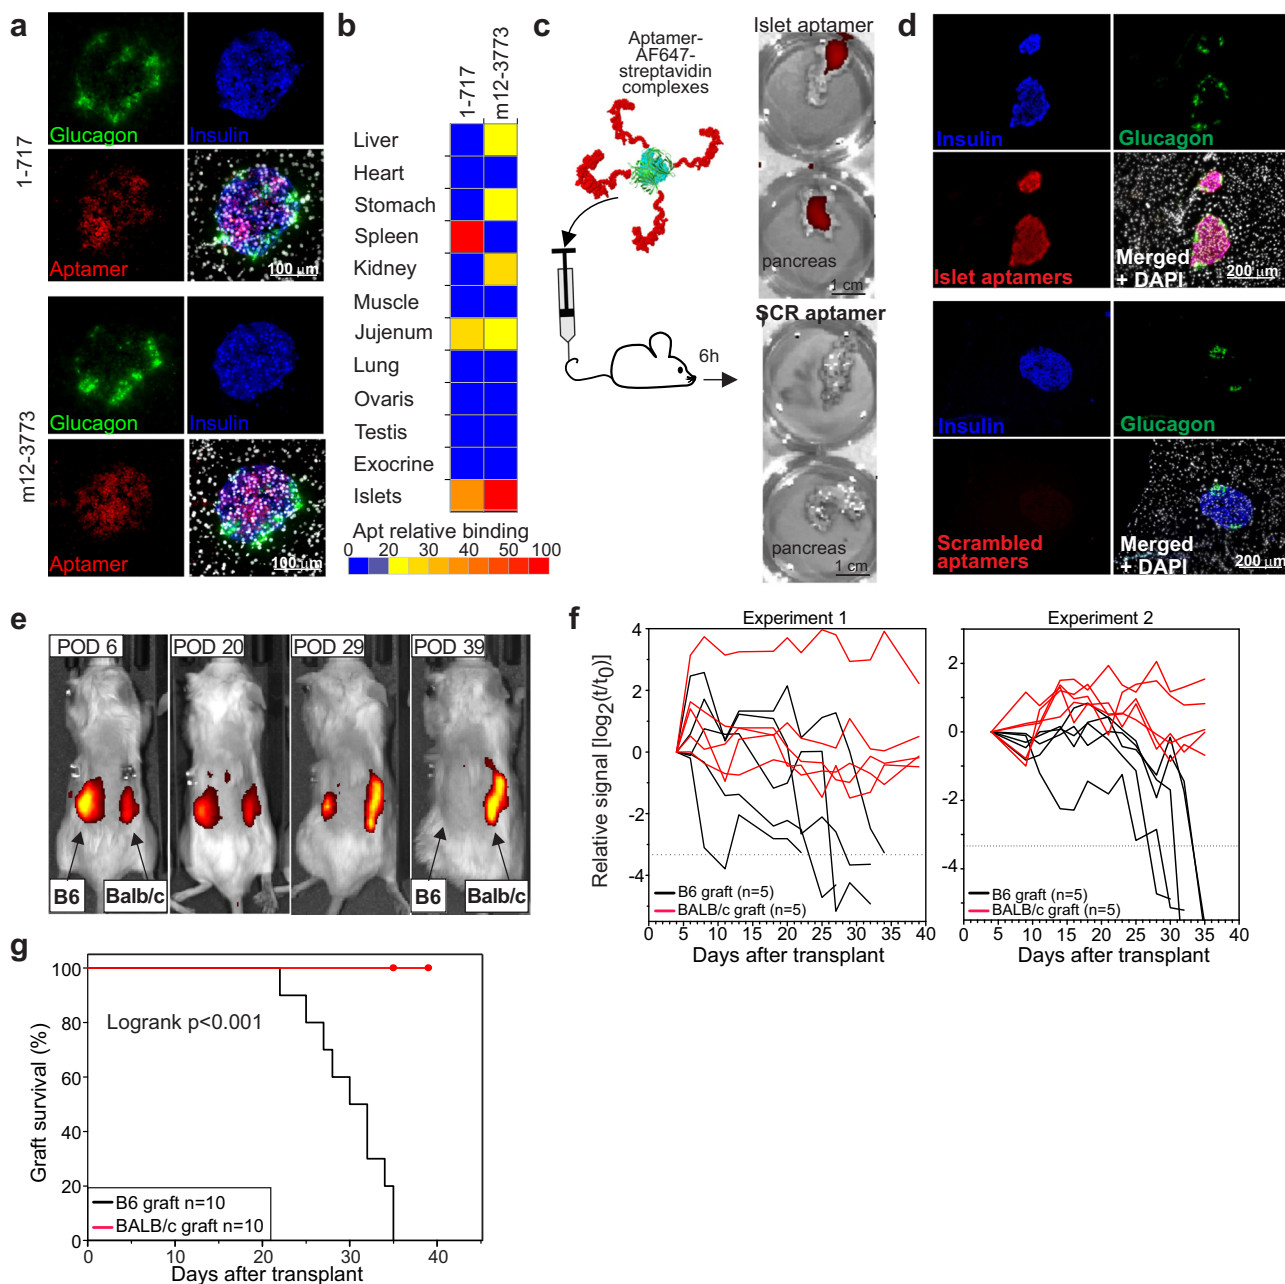 a
1-717
Glucagon
Insulin
Aptamer
100 µm
m12-3773
Glucagon
Insulin
Aptamer
100 µm
b
1-717
m12-3773
Liver
Heart
Stomach
Spleen
Kidney
Muscle
Jujenum
Lung
Ovaris
Testis
Exocrine
Islets
Apt relative binding
0 20 30 40 50 100
c
Aptamer-
AF647-
streptavidin
complexes
6h
Islet aptamer
pancreas
1 cm
SCR aptamer
pancreas
1 cm
d
Insulin
Glucagon
Islet aptamers
Merged
+ DAPI
200 µm
Insulin
Glucagon
Scrambled
aptamers
Merged
+ DAPI
200 µm
e
POD 6
POD 20
POD 29
POD 39
B6
Balb/c
B6
Balb/c
f
Experiment 1
Relative signal [log2(t/t0)]
4
2
0
-2
-4
B6 graft (n=5)
BALB/c graft (n=5)
0 5 10 15 20 25 30 35 40
Days after transplant
Experiment 2
2
0
-2
-4
B6 graft (n=5)
BALB/c graft (n=5)
0 5 10 15 20 25 30 35 40
Days after transplant
g
Graft survival (%)
100
80
60
40
20
0
Logrank p<0.001
B6 graft n=10
BALB/c graft n=10
0 10 20 30 40
Days after transplant